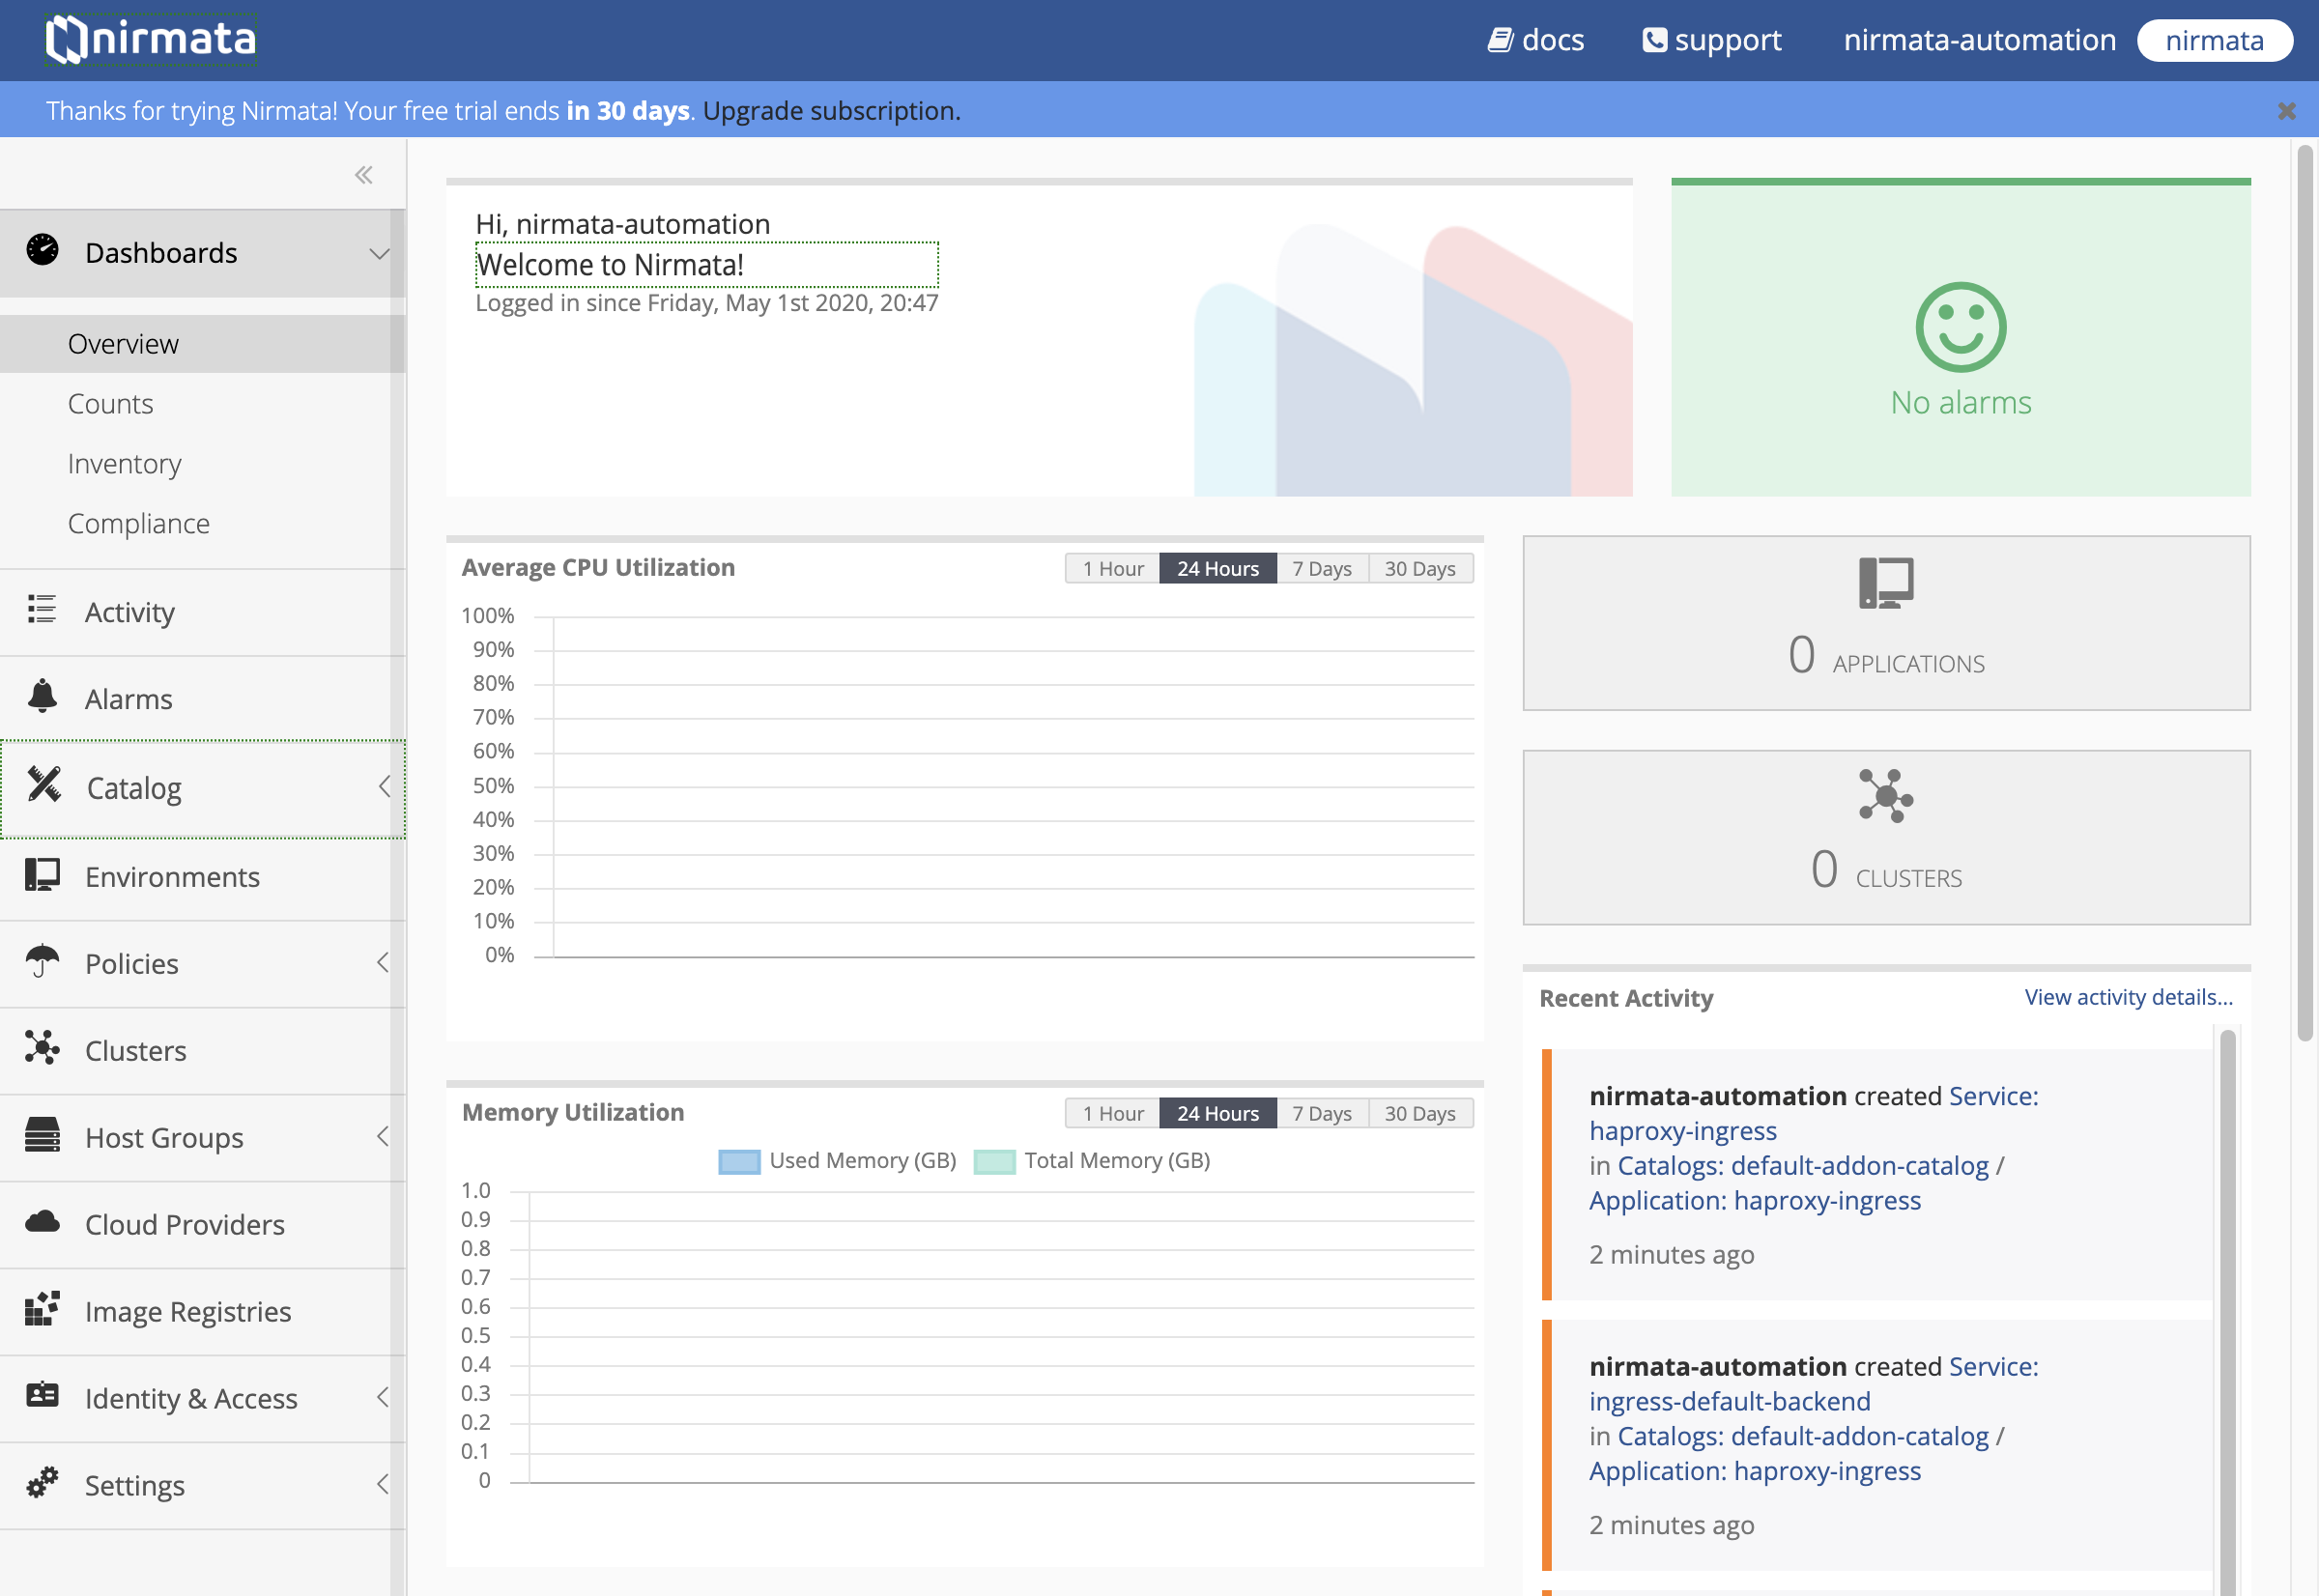 nirmata
docs
support
nirmata-automation
nirmata
Thanks for trying Nirmata! Your free trial ends in 30 days. Upgrade subscription.
Dashboards
Overview
Counts
Inventory
Compliance
Activity
Alarms
Catalog
Environments
Policies
Clusters
Host Groups
Cloud Providers
Image Registries
Identity & Access
Settings
Hi, nirmata-automation
Welcome to Nirmata!
Logged in since Friday, May 1st 2020, 20:47
No alarms
Average CPU Utilization
1 Hour
24 Hours
7 Days
30 Days
100%
90%
80%
70%
60%
50%
40%
30%
20%
10%
0%
0 APPLICATIONS
0 CLUSTERS
Memory Utilization
1 Hour
24 Hours
7 Days
30 Days
Used Memory (GB)
Total Memory (GB)
1.0
0.9
0.8
0.7
0.6
0.5
0.4
0.3
0.2
0.1
0
Recent Activity
View activity details...
nirmata-automation created Service:
haproxy-ingress
in Catalogs: default-addon-catalog /
Application: haproxy-ingress
2 minutes ago
nirmata-automation created Service:
ingress-default-backend
in Catalogs: default-addon-catalog /
Application: haproxy-ingress
2 minutes ago